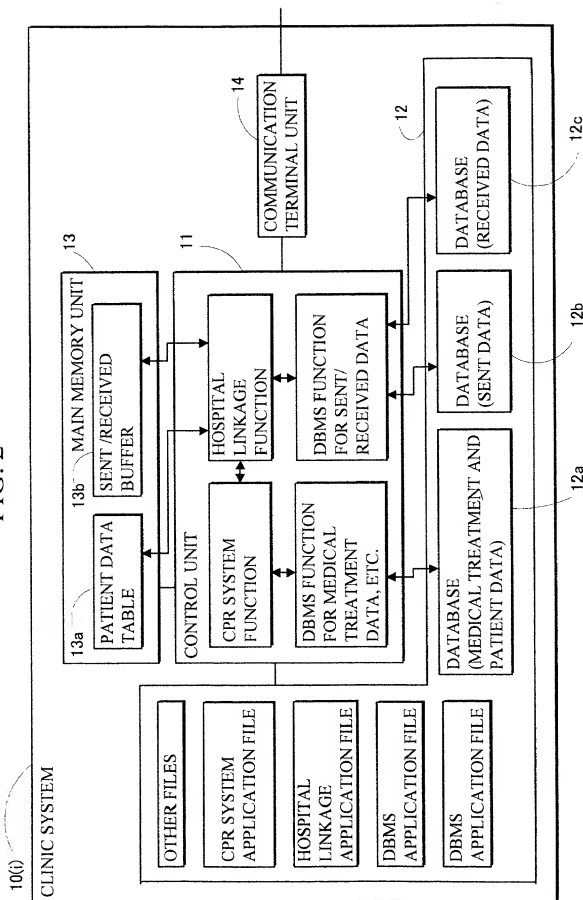 FIG. 2
10(i)
CLINIC SYSTEM
13
MAIN MEMORY UNIT
13a
PATIENT DATA
TABLE
13b
SENT /RECEIVED
BUFFER
11
CONTROL UNIT
CPR SYSTEM
FUNCTION
HOSPITAL
LINKAGE
FUNCTION
DBMS FUNCTION
FOR MEDICAL
TREATMENT
DATA, ETC.
DBMS FUNCTION
FOR SENT/
RECEIVED DATA
14
COMMUNICATION
TERMINAL UNIT
OTHER FILES
CPR SYSTEM
APPLICATION FILE
HOSPITAL
LINKAGE
APPLICATION FILE
DBMS
APPLICATION FILE
DBMS
APPLICATION FILE
12
DATABASE
(MEDICAL TREATMENT AND
PATIENT DATA)
12a
DATABASE
(SENT DATA)
12b
DATABASE
(RECEIVED DATA)
12c